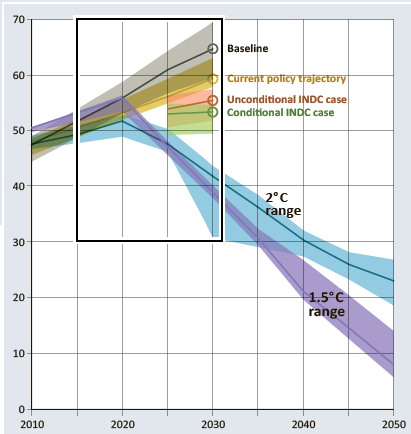 70
60
50
40
30
20
10
0
Baseline
Current policy trajectory
Unconditional INDC case
Conditional INDC case
2°C
range
1.5°C
range
2010
2020
2030
2040
2050